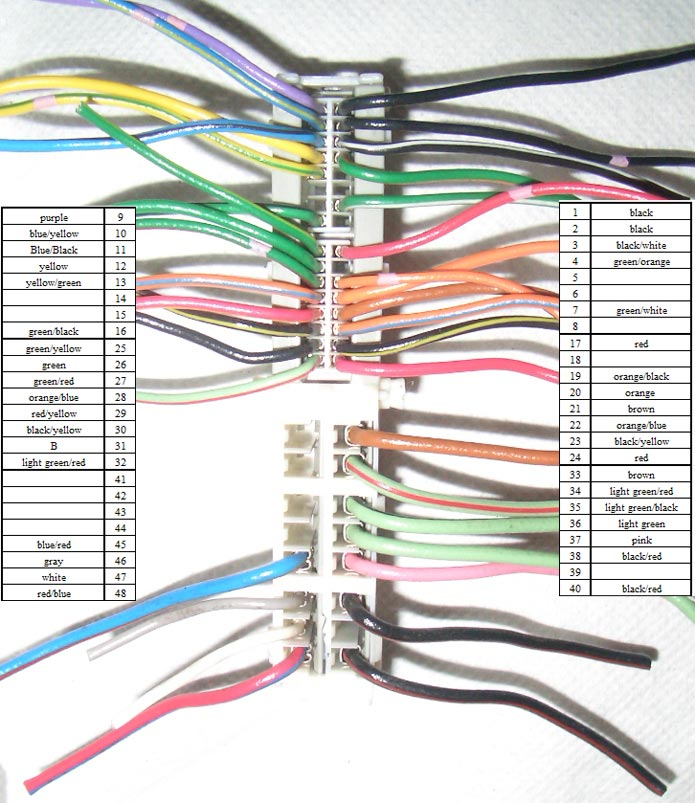 purple 9
blue/yellow 10
Blue/Black 11
yellow 12
yellow/green 13
14
15
green/black 16
green/yellow 25
green 26
green/red 27
orange/blue 28
red/yellow 29
black/yellow 30
B 31
light green/red 32
41
42
43
44
blue/red 45
gray 46
white 47
red/blue 48
1 black
2 black
3 black/white
4 green/orange
5
6
7 green/white
8
17 red
18
19 orange/black
20 orange
21 brown
22 orange/blue
23 black/yellow
24 red
33 brown
34 light green/red
35 light green/black
36 light green
37 pink
38 black/red
39
40 black/red